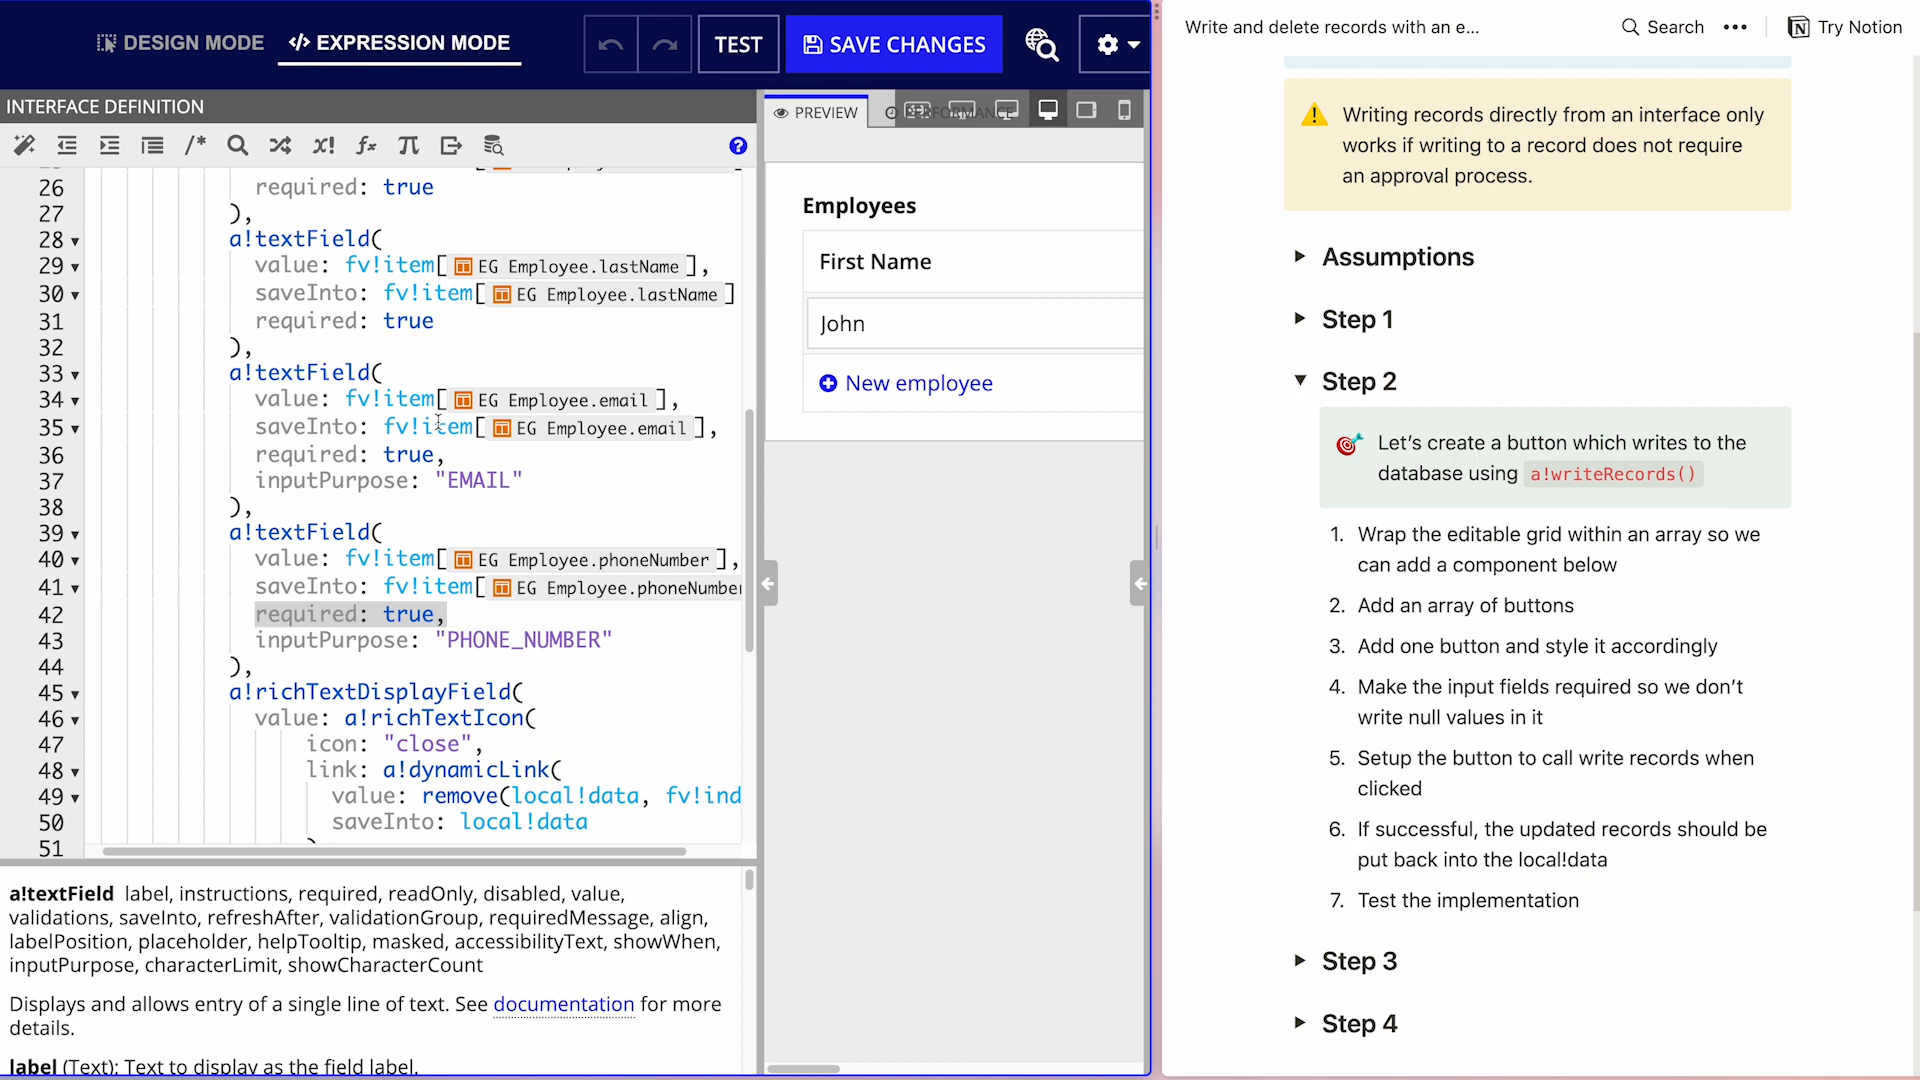 DESIGN MODE
</> EXPRESSION MODE
TEST
SAVE CHANGES
INTERFACE DEFINITION
/*
x!
fx
π
?
26 required: true
27 ),
28 a!textField(
29 value: fv!item[ EG Employee.lastName ],
30 saveInto: fv!item[ EG Employee.lastName ]
31 required: true
32 ),
33 a!textField(
34 value: fv!item[ EG Employee.email ],
35 saveInto: fv!item[ EG Employee.email ],
36 required: true,
37 inputPurpose: "EMAIL"
38 ),
39 a!textField(
40 value: fv!item[ EG Employee.phoneNumber ],
41 saveInto: fv!item[ EG Employee.phoneNumber
42 required: true,
43 inputPurpose: "PHONE_NUMBER"
44 ),
45 a!richTextDisplayField(
46 value: a!richTextIcon(
47 icon: "close",
48 link: a!dynamicLink(
49 value: remove(local!data, fv!ind
50 saveInto: local!data
51
a!textField label, instructions, required, readOnly, disabled, value,
validations, saveInto, refreshAfter, validationGroup, requiredMessage, align,
labelPosition, placeholder, helpTooltip, masked, accessibilityText, showWhen,
inputPurpose, characterLimit, showCharacterCount
Displays and allows entry of a single line of text. See documentation for more
details.
label (Text): Text to display as the field label.
PREVIEW
PERFORMANCE
Employees
First Name
John
New employee
Write and delete records with an e...
Search
Try Notion
Writing records directly from an interface only
works if writing to a record does not require
an approval process.
Assumptions
Step 1
Step 2
Let’s create a button which writes to the
database using a!writeRecords()
1. Wrap the editable grid within an array so we
can add a component below
2. Add an array of buttons
3. Add one button and style it accordingly
4. Make the input fields required so we don’t
write null values in it
5. Setup the button to call write records when
clicked
6. If successful, the updated records should be
put back into the local!data
7. Test the implementation
Step 3
Step 4